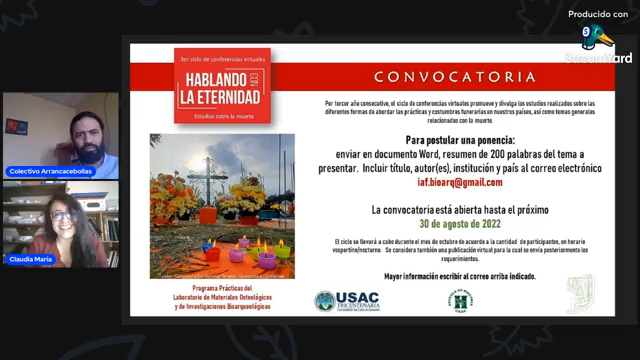 Producido con
StreamYard
3er ciclo de conferencias virtuales
HABLANDO
CON
LA ETERNIDAD
Estudios sobre la muerte
CONVOCATORIA
Por tercer año consecutivo, el ciclo de conferencias virtuales promueve y divulga los estudios realizados sobre las
diferentes formas de abordar las prácticas y costumbres funerarias en nuestros países, así como temas generales
relacionados con la muerte.
Para postular una ponencia:
enviar en documento Word, resumen de 200 palabras del tema a
presentar. Incluir título, autor(es), institución y país al correo electrónico
iaf.bioarq@gmail.com
La convocatoria está abierta hasta el próximo
30 de agosto de 2022
El ciclo se llevará a cabo durante el mes de octubre de acuerdo a la cantidad de participantes, en horario
vespertino/nocturno. Se considera también una publicación virtual para la cual se envía posteriormente los
requerimientos.
Mayor información escribir al correo arriba indicado.
Programa Prácticas del
Laboratorio de Materiales Osteológicos
y de Investigaciones Bioarqueológicas
USAC
TRICENTENARIA
Colectivo Arrancacebollas
Claudia María